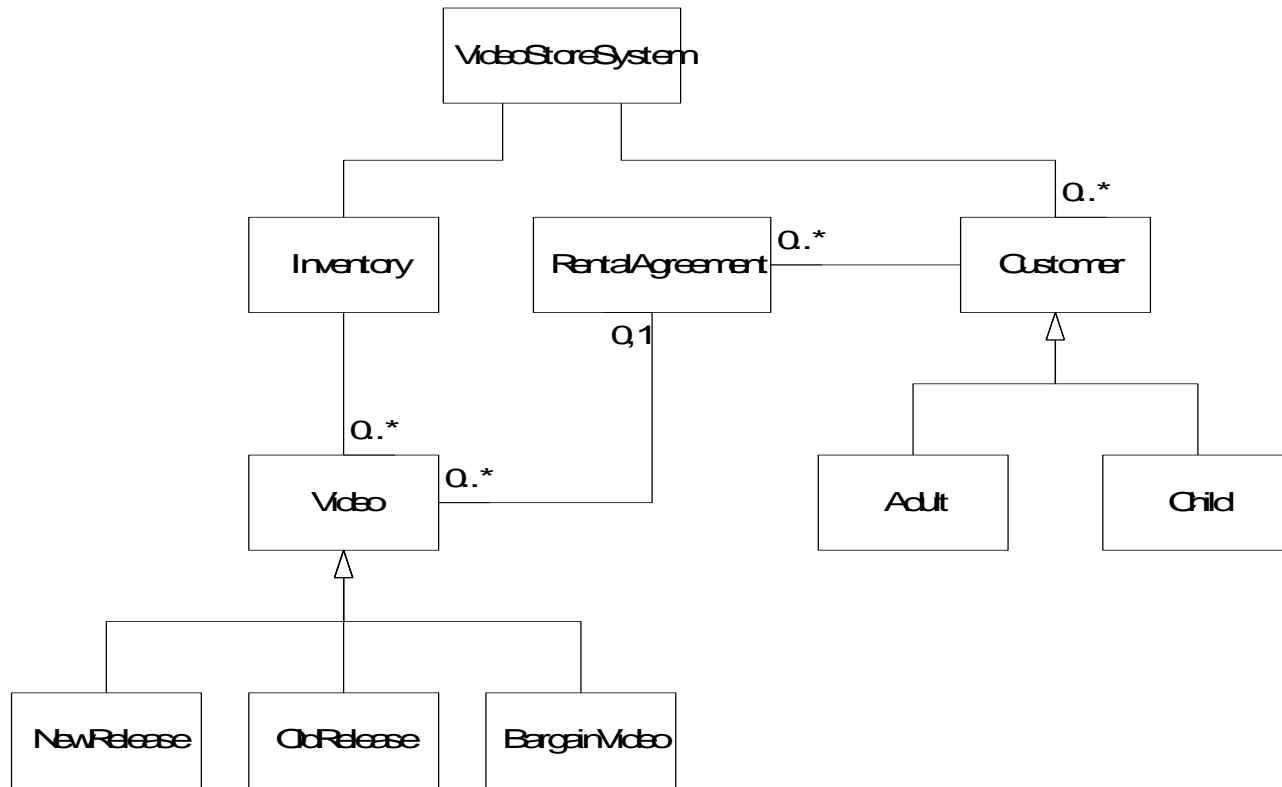 VideoStoreSystem
0..*
Inventory
RentalAgreement
0..*
Customer
0,1
0..*
Video
0..*
Adult
Child
NewRelease
OldRelease
BargainVideo